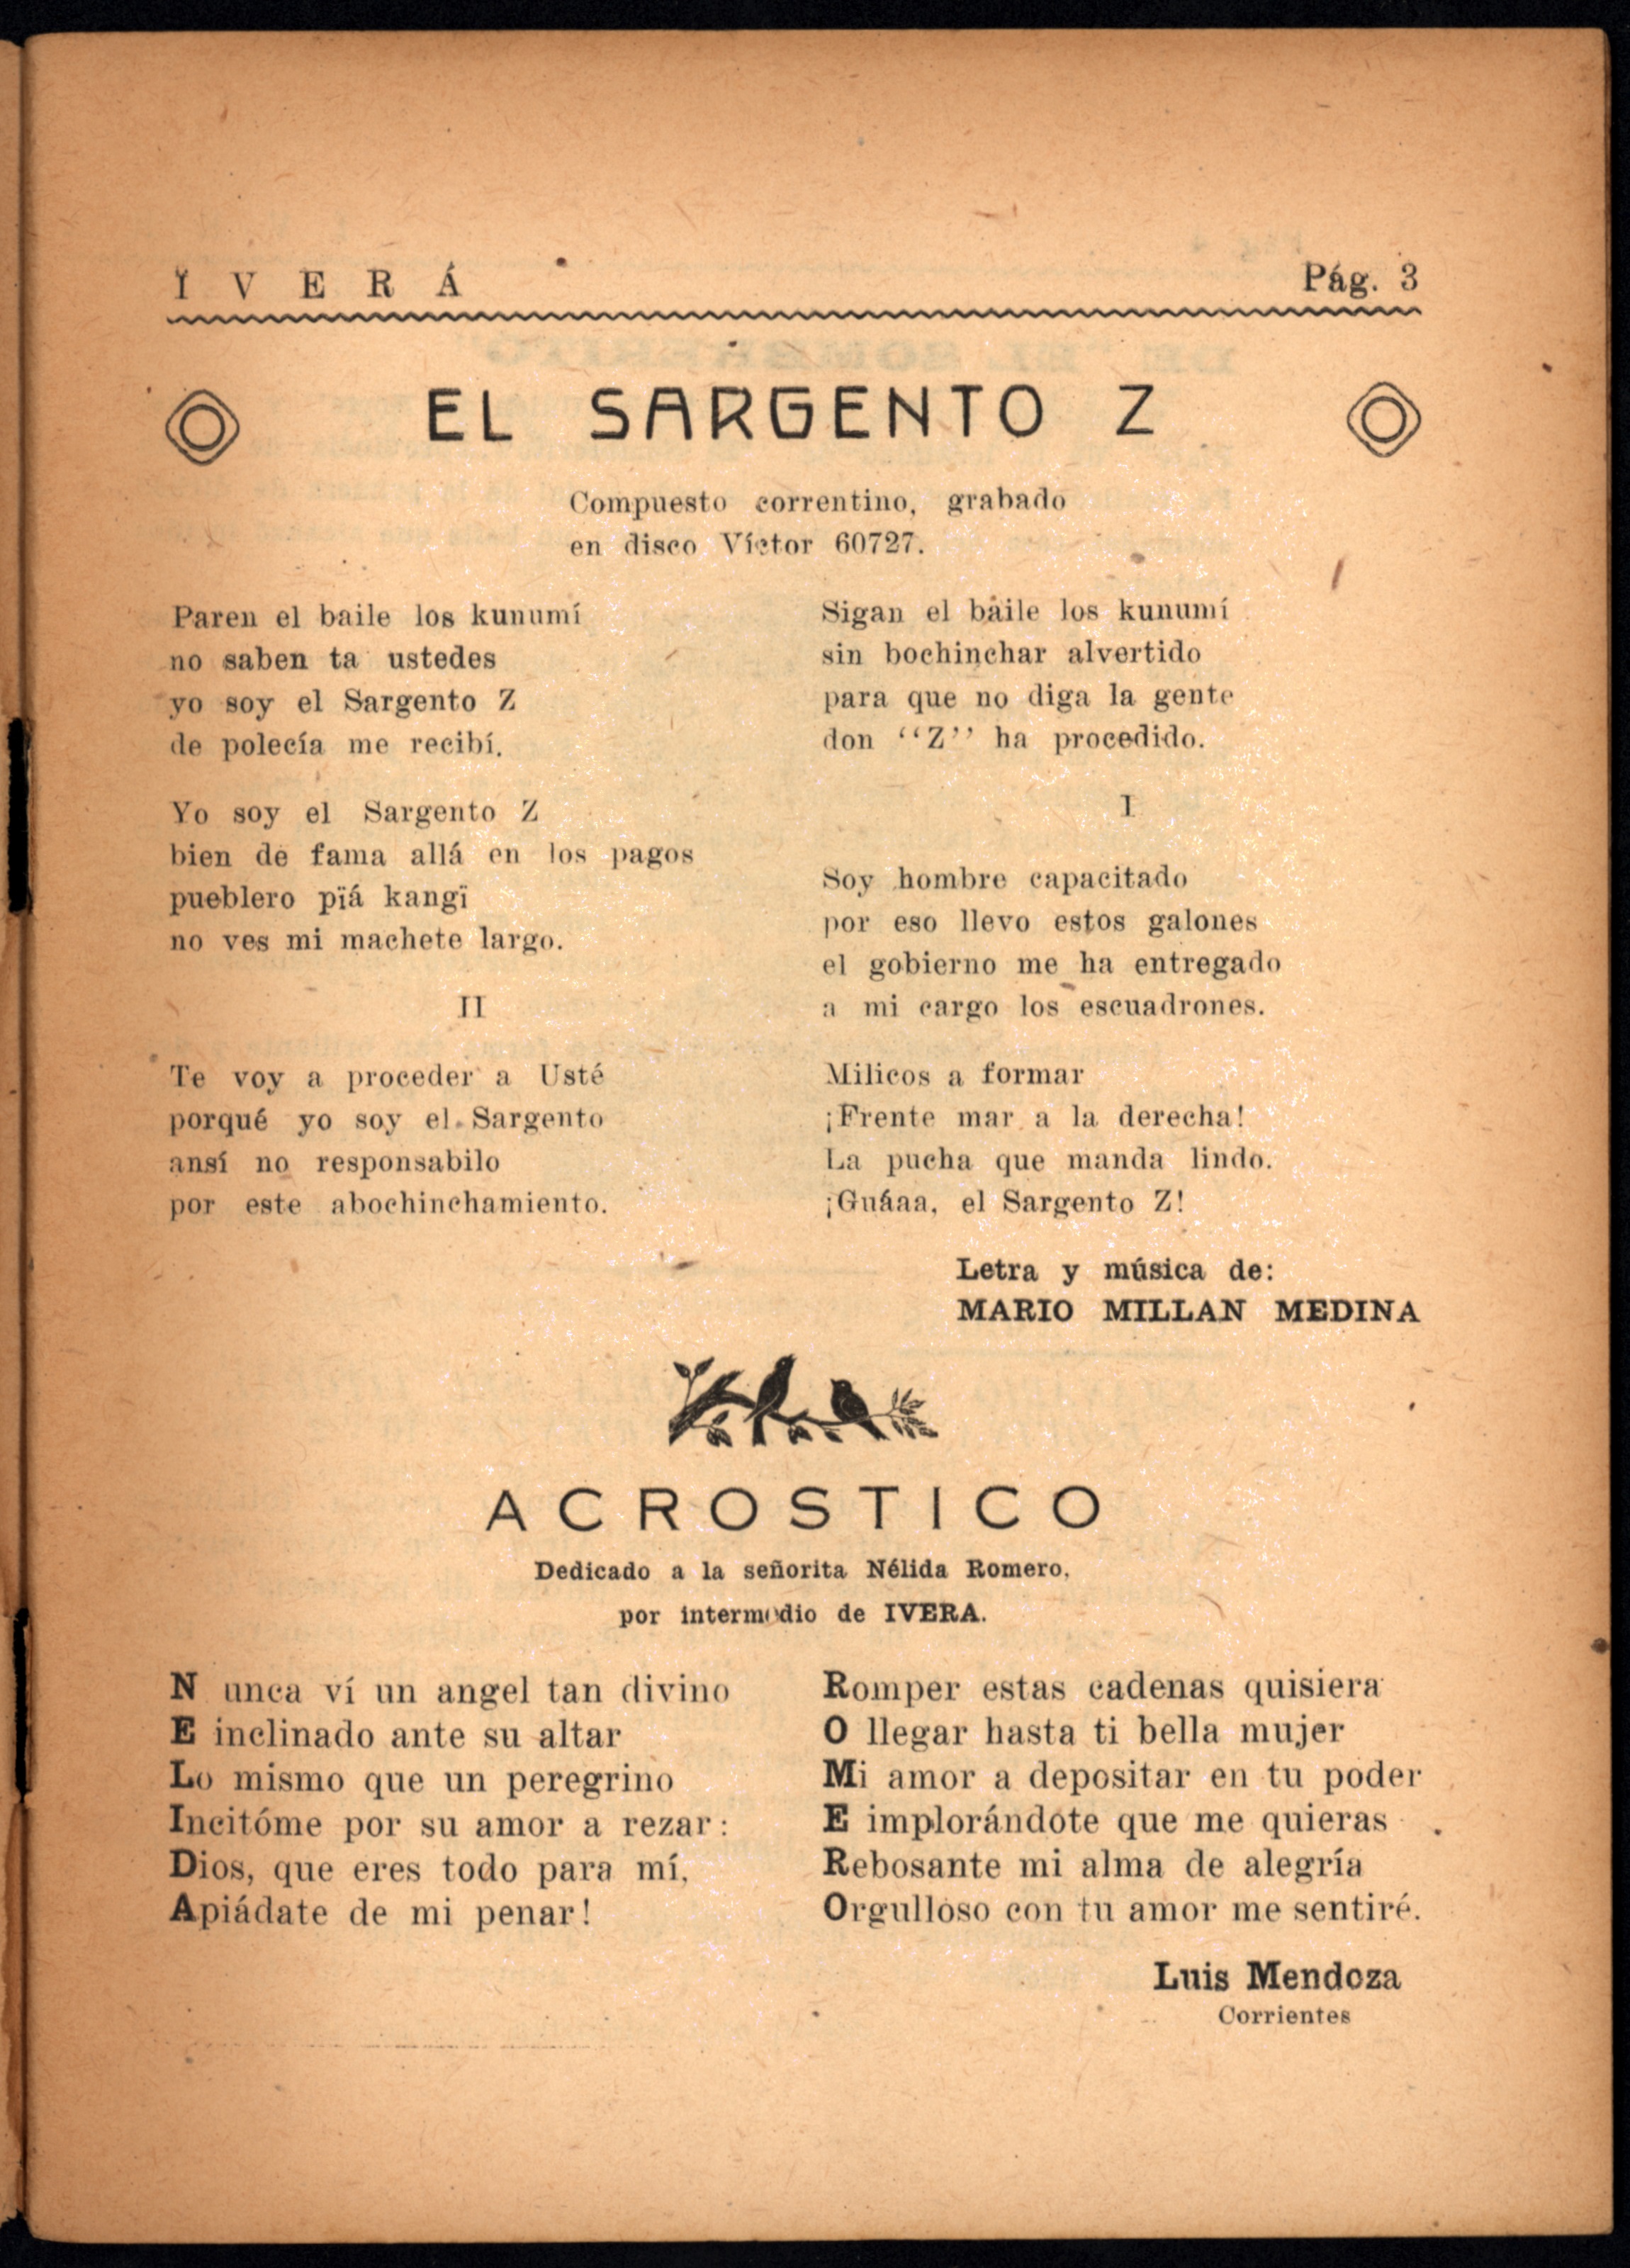 Ï V E R Á
Pág. 3
EL SARGENTO Z
Compuesto correntino, grabado
en disco Víctor 60727.
Paren el baile los kunumí
no saben ta ustedes
yo soy el Sargento Z
de polecía me recibí.
Yo soy el Sargento Z
bien de fama allá en los pagos
pueblero pïá kangï
no ves mi machete largo.
II
Te voy a proceder a Usté
porqué yo soy el Sargento
ansí no responsabilo
por este abochinchamiento.
Sigan el baile los kunumí
sin bochinchar alvertido
para que no diga la gente
don “Z” ha procedido.
I
Soy hombre capacitado
por eso llevo estos galones
el gobierno me ha entregado
a mi cargo los escuadrones.
Milicos a formar
¡Frente mar a la derecha!
La pucha que manda lindo.
¡Guáaa, el Sargento Z!
Letra y música de:
MARIO MILLAN MEDINA
ACROSTICO
Dedicado a la señorita Nélida Romero,
por intermedio de IVERA.
N unca ví un angel tan divino
E inclinado ante su altar
Lo mismo que un peregrino
Incitóme por su amor a rezar:
Dios, que eres todo para mí,
Apiádate de mi penar!
Romper estas cadenas quisiera
O llegar hasta ti bella mujer
Mi amor a depositar en tu poder
E implorándote que me quieras
Rebosante mi alma de alegría
Orgulloso con tu amor me sentiré.
Luis Mendoza
Corrientes